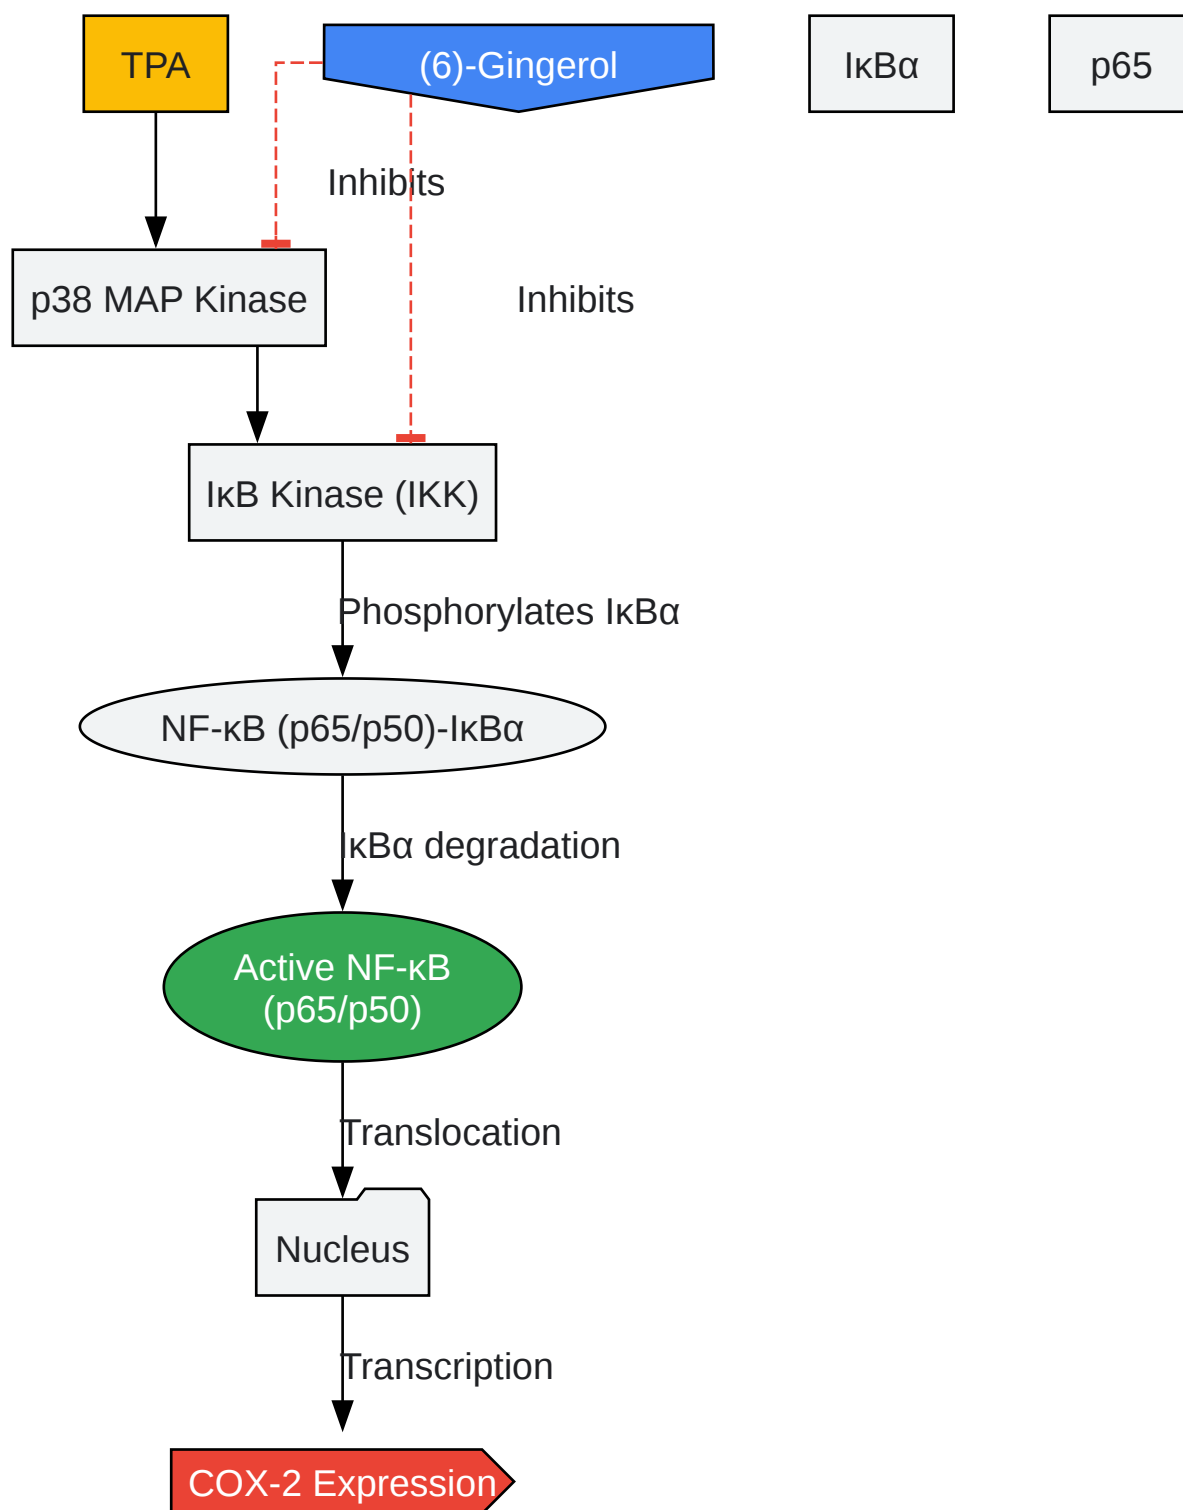 TPA
(6)-Gingerol
IκBα
p65
Inhibits
p38 MAP Kinase
Inhibits
IκB Kinase (IKK)
Phosphorylates IκBα
NF-κB (p65/p50)-IκBα
IκBα degradation
Active NF-κB
(p65/p50)
Translocation
Nucleus
Transcription
COX-2 Expression